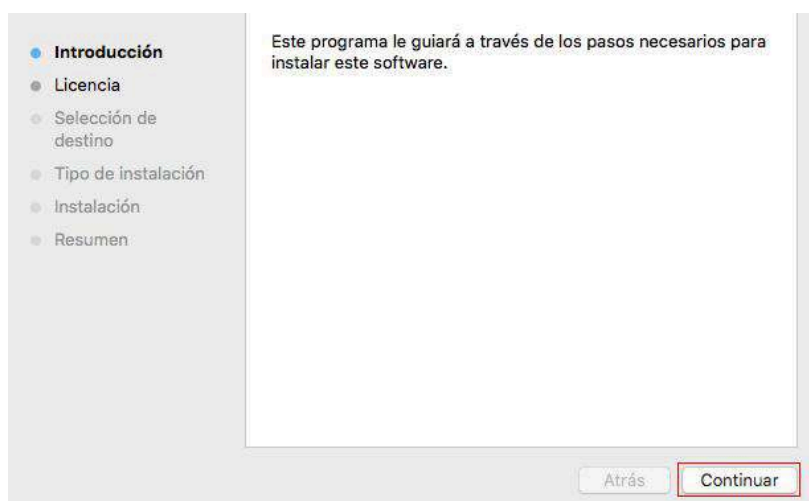 Introducción
Licencia
Selección de
destino
Tipo de instalación
Instalación
Resumen
Este programa le guiará a través de los pasos necesarios para
instalar este software.
Atrás
Continuar